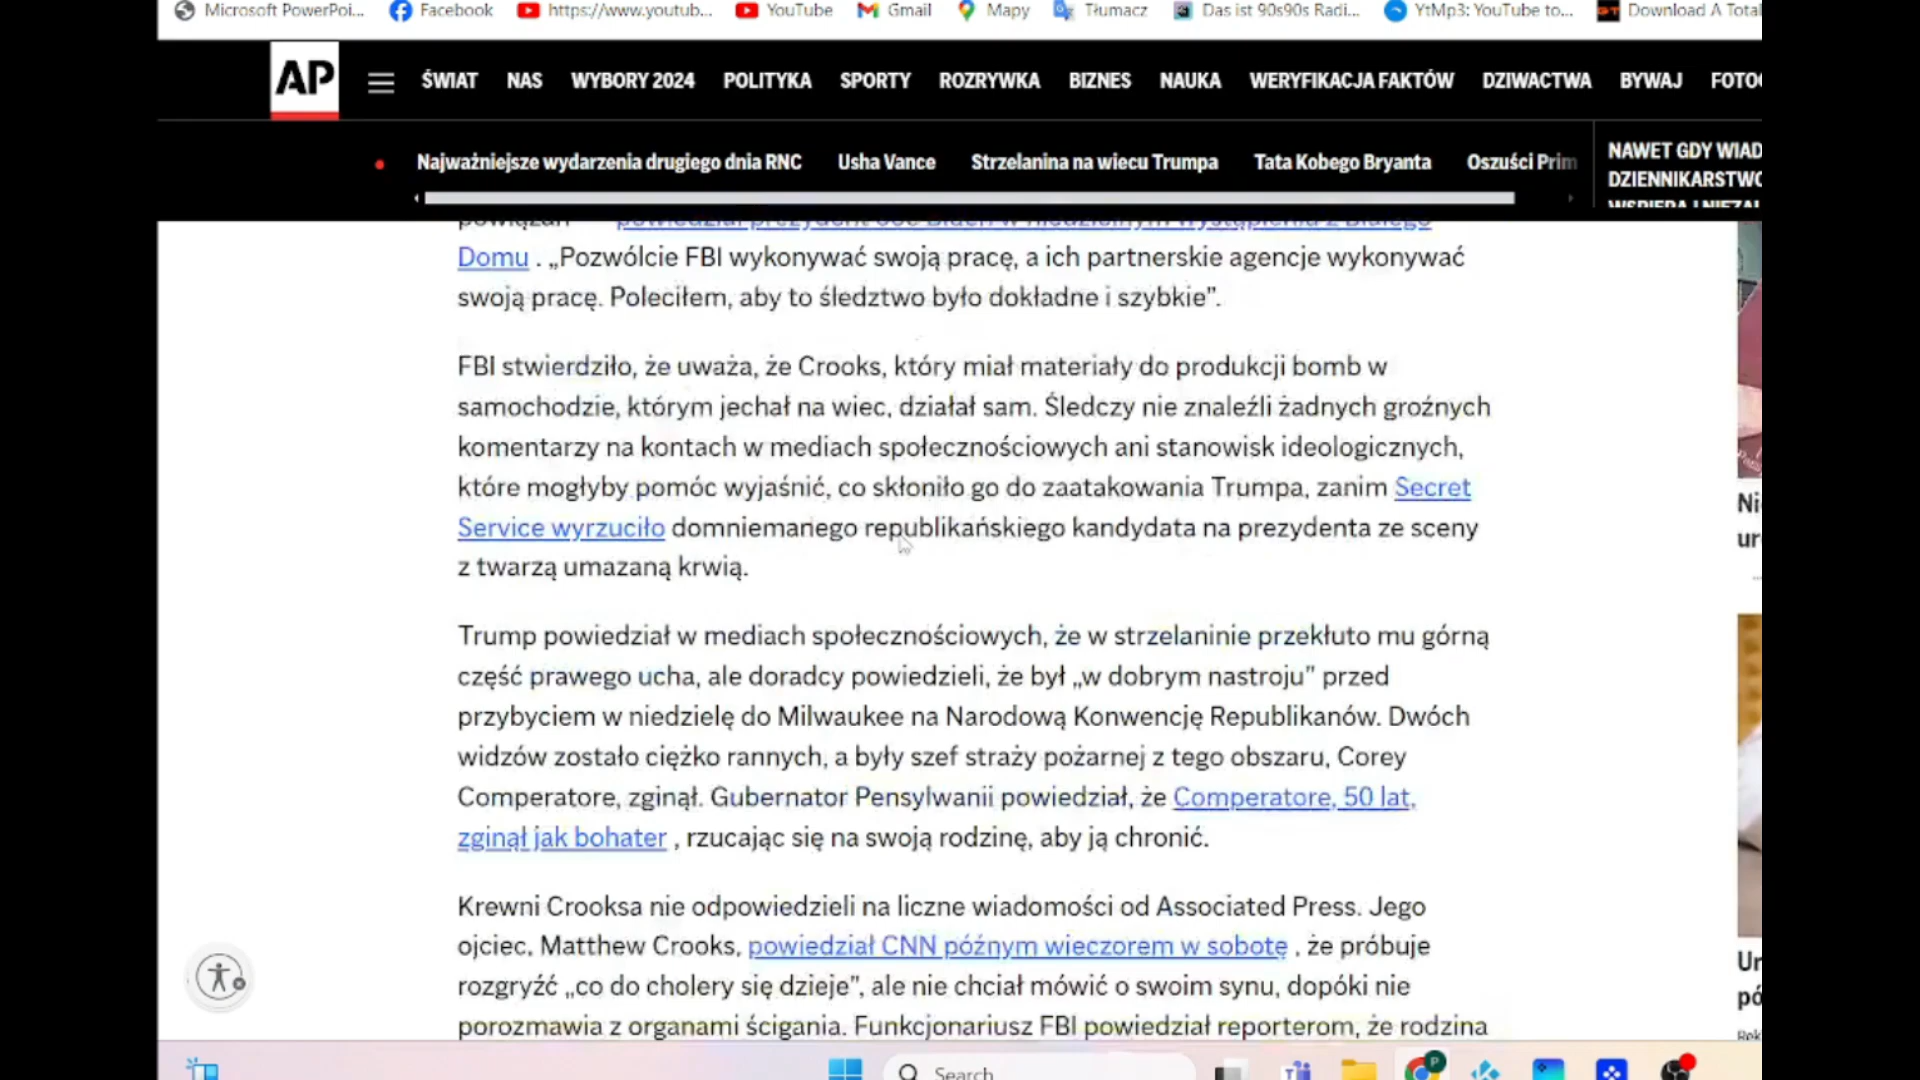 Microsoft PowerPoi...
Facebook
https://www.youtub...
YouTube
Gmail
Mapy
Tłumacz
Das ist 90s90s Radi...
YtMp3: YouTube to...
Download A Total
AP
ŚWIAT
NAS
WYBORY 2024
POLITYKA
SPORTY
ROZRYWKA
BIZNES
NAUKA
WERYFIKACJA FAKTÓW
DZIWACTWA
BYWAJ
Najważniejsze wydarzenia drugiego dnia RNC
Usha Vance
Strzelanina na wiecu Trumpa
Tata Kobego Bryanta
Oszuści Prim
NAWET GDY WIAD
DZIENNIKARSTWO
Domu . „Pozwólcie FBI wykonywać swoją pracę, a ich partnerskie agencje wykonywać
swoją pracę. Poleciłem, aby to śledztwo było dokładne i szybkie”.
FBI stwierdziło, że uważa, że Crooks, który miał materiały do produkcji bomb w
samochodzie, którym jechał na wiec, działał sam. Śledczy nie znaleźli żadnych groźnych
komentarzy na kontach w mediach społecznościowych ani stanowisk ideologicznych,
które mogłyby pomóc wyjaśnić, co skłoniło go do zaatakowania Trumpa, zanim Secret
Service wyrzuciło domniemanego republikańskiego kandydata na prezydenta ze sceny
z twarzą umazaną krwią.
Trump powiedział w mediach społecznościowych, że w strzelaninie przekłuto mu górną
część prawego ucha, ale doradcy powiedzieli, że był „w dobrym nastroju” przed
przybyciem w niedzielę do Milwaukee na Narodową Konwencję Republikanów. Dwóch
widzów zostało ciężko rannych, a były szef straży pożarnej z tego obszaru, Corey
Comperatore, zginął. Gubernator Pensylwanii powiedział, że Comperatore, 50 lat,
zginął jak bohater , rzucając się na swoją rodzinę, aby ją chronić.
Krewni Crooksa nie odpowiedzieli na liczne wiadomości od Associated Press. Jego
ojciec, Matthew Crooks, powiedział CNN późnym wieczorem w sobotę , że próbuje
rozgryźć „co do cholery się dzieje”, ale nie chciał mówić o swoim synu, dopóki nie
porozmawia z organami ścigania. Funkcjonariusz FBI powiedział reporterom, że rodzina
Search